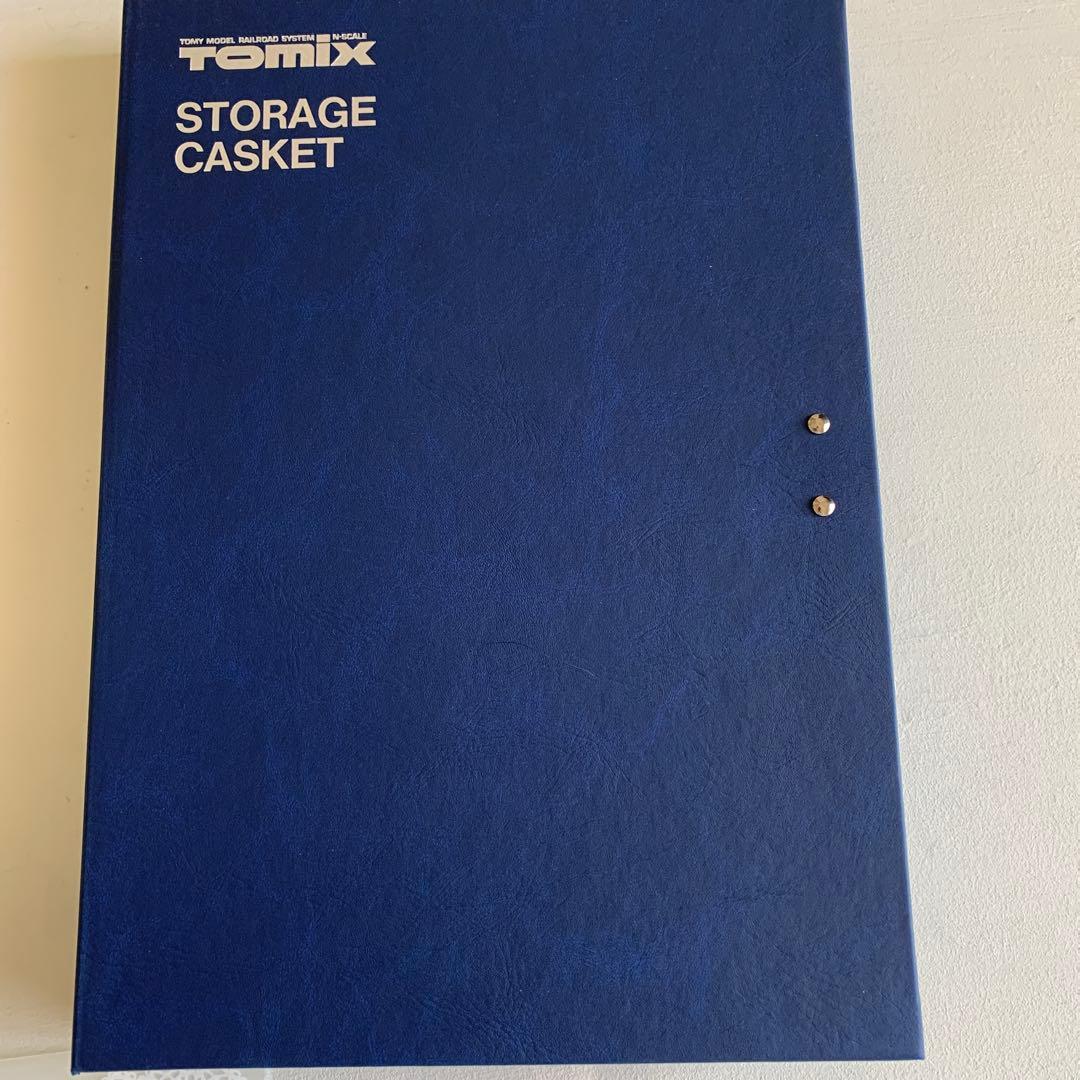 TOMY MODEL RAILROAD SYSTEM N-SCALE
TOMIX
STORAGE
CASKET